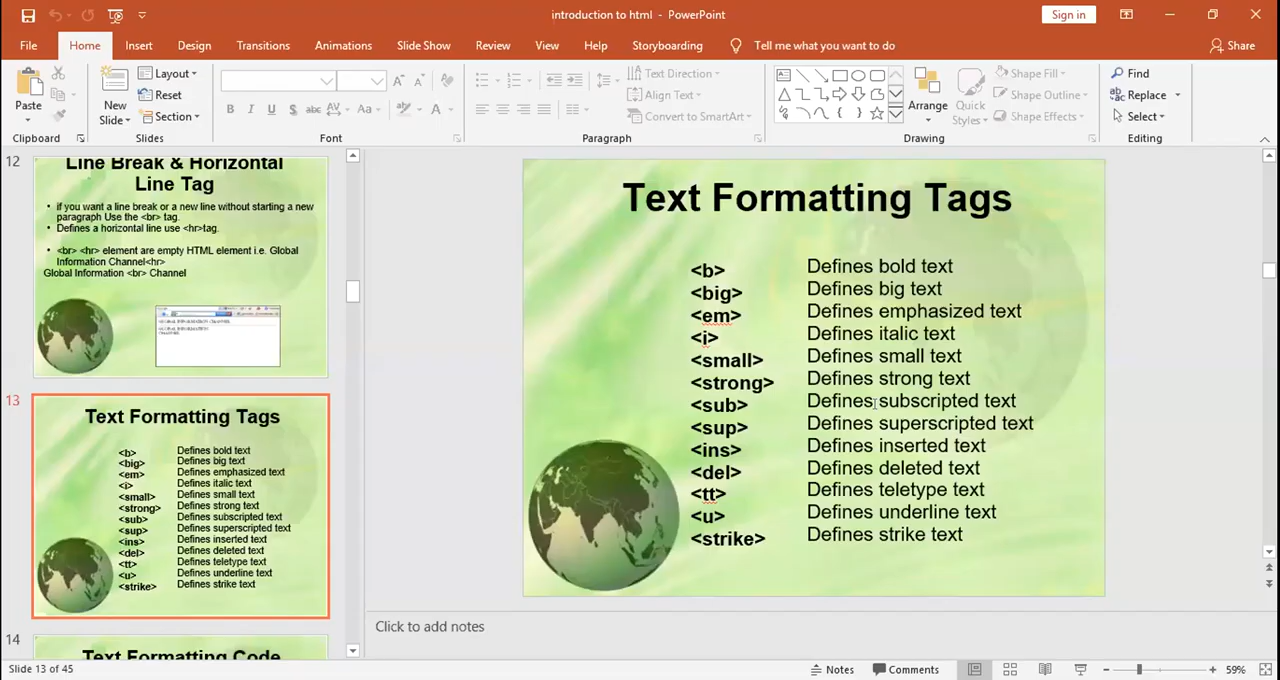 introduction to html - PowerPoint
Sign in
File Home Insert Design Transitions Animations Slide Show Review View Help Storyboarding Tell me what you want to do Share
Paste
New Slide
Layout
Reset
Section
B I U S abc AV Aa A
Text Direction
Align Text
Convert to SmartArt
Arrange
Quick Styles
Shape Fill
Shape Outline
Shape Effects
Find
Replace
Select
Clipboard Slides Font Paragraph Drawing Editing
12
Line Break & Horizontal
Line Tag
• if you want a line break or a new line without starting a new
paragraph Use the <br> tag.
• Defines a horizontal line use <hr>tag.
• <br> <hr> element are empty HTML element i.e. Global
Information Channel<hr>
Global Information <br> Channel
13
Text Formatting Tags
<b> Defines bold text
<big> Defines big text
<em> Defines emphasized text
<i> Defines italic text
<small> Defines small text
<strong> Defines strong text
<sub> Defines subscripted text
<sup> Defines superscripted text
<ins> Defines inserted text
<del> Defines deleted text
<tt> Defines teletype text
<u> Defines underline text
<strike> Defines strike text
14
Text Formatting Code
Text Formatting Tags
<b> Defines bold text
<big> Defines big text
<em> Defines emphasized text
<i> Defines italic text
<small> Defines small text
<strong> Defines strong text
<sub> Defines subscripted text
<sup> Defines superscripted text
<ins> Defines inserted text
<del> Defines deleted text
<tt> Defines teletype text
<u> Defines underline text
<strike> Defines strike text
Click to add notes
Slide 13 of 45
Notes Comments 59%